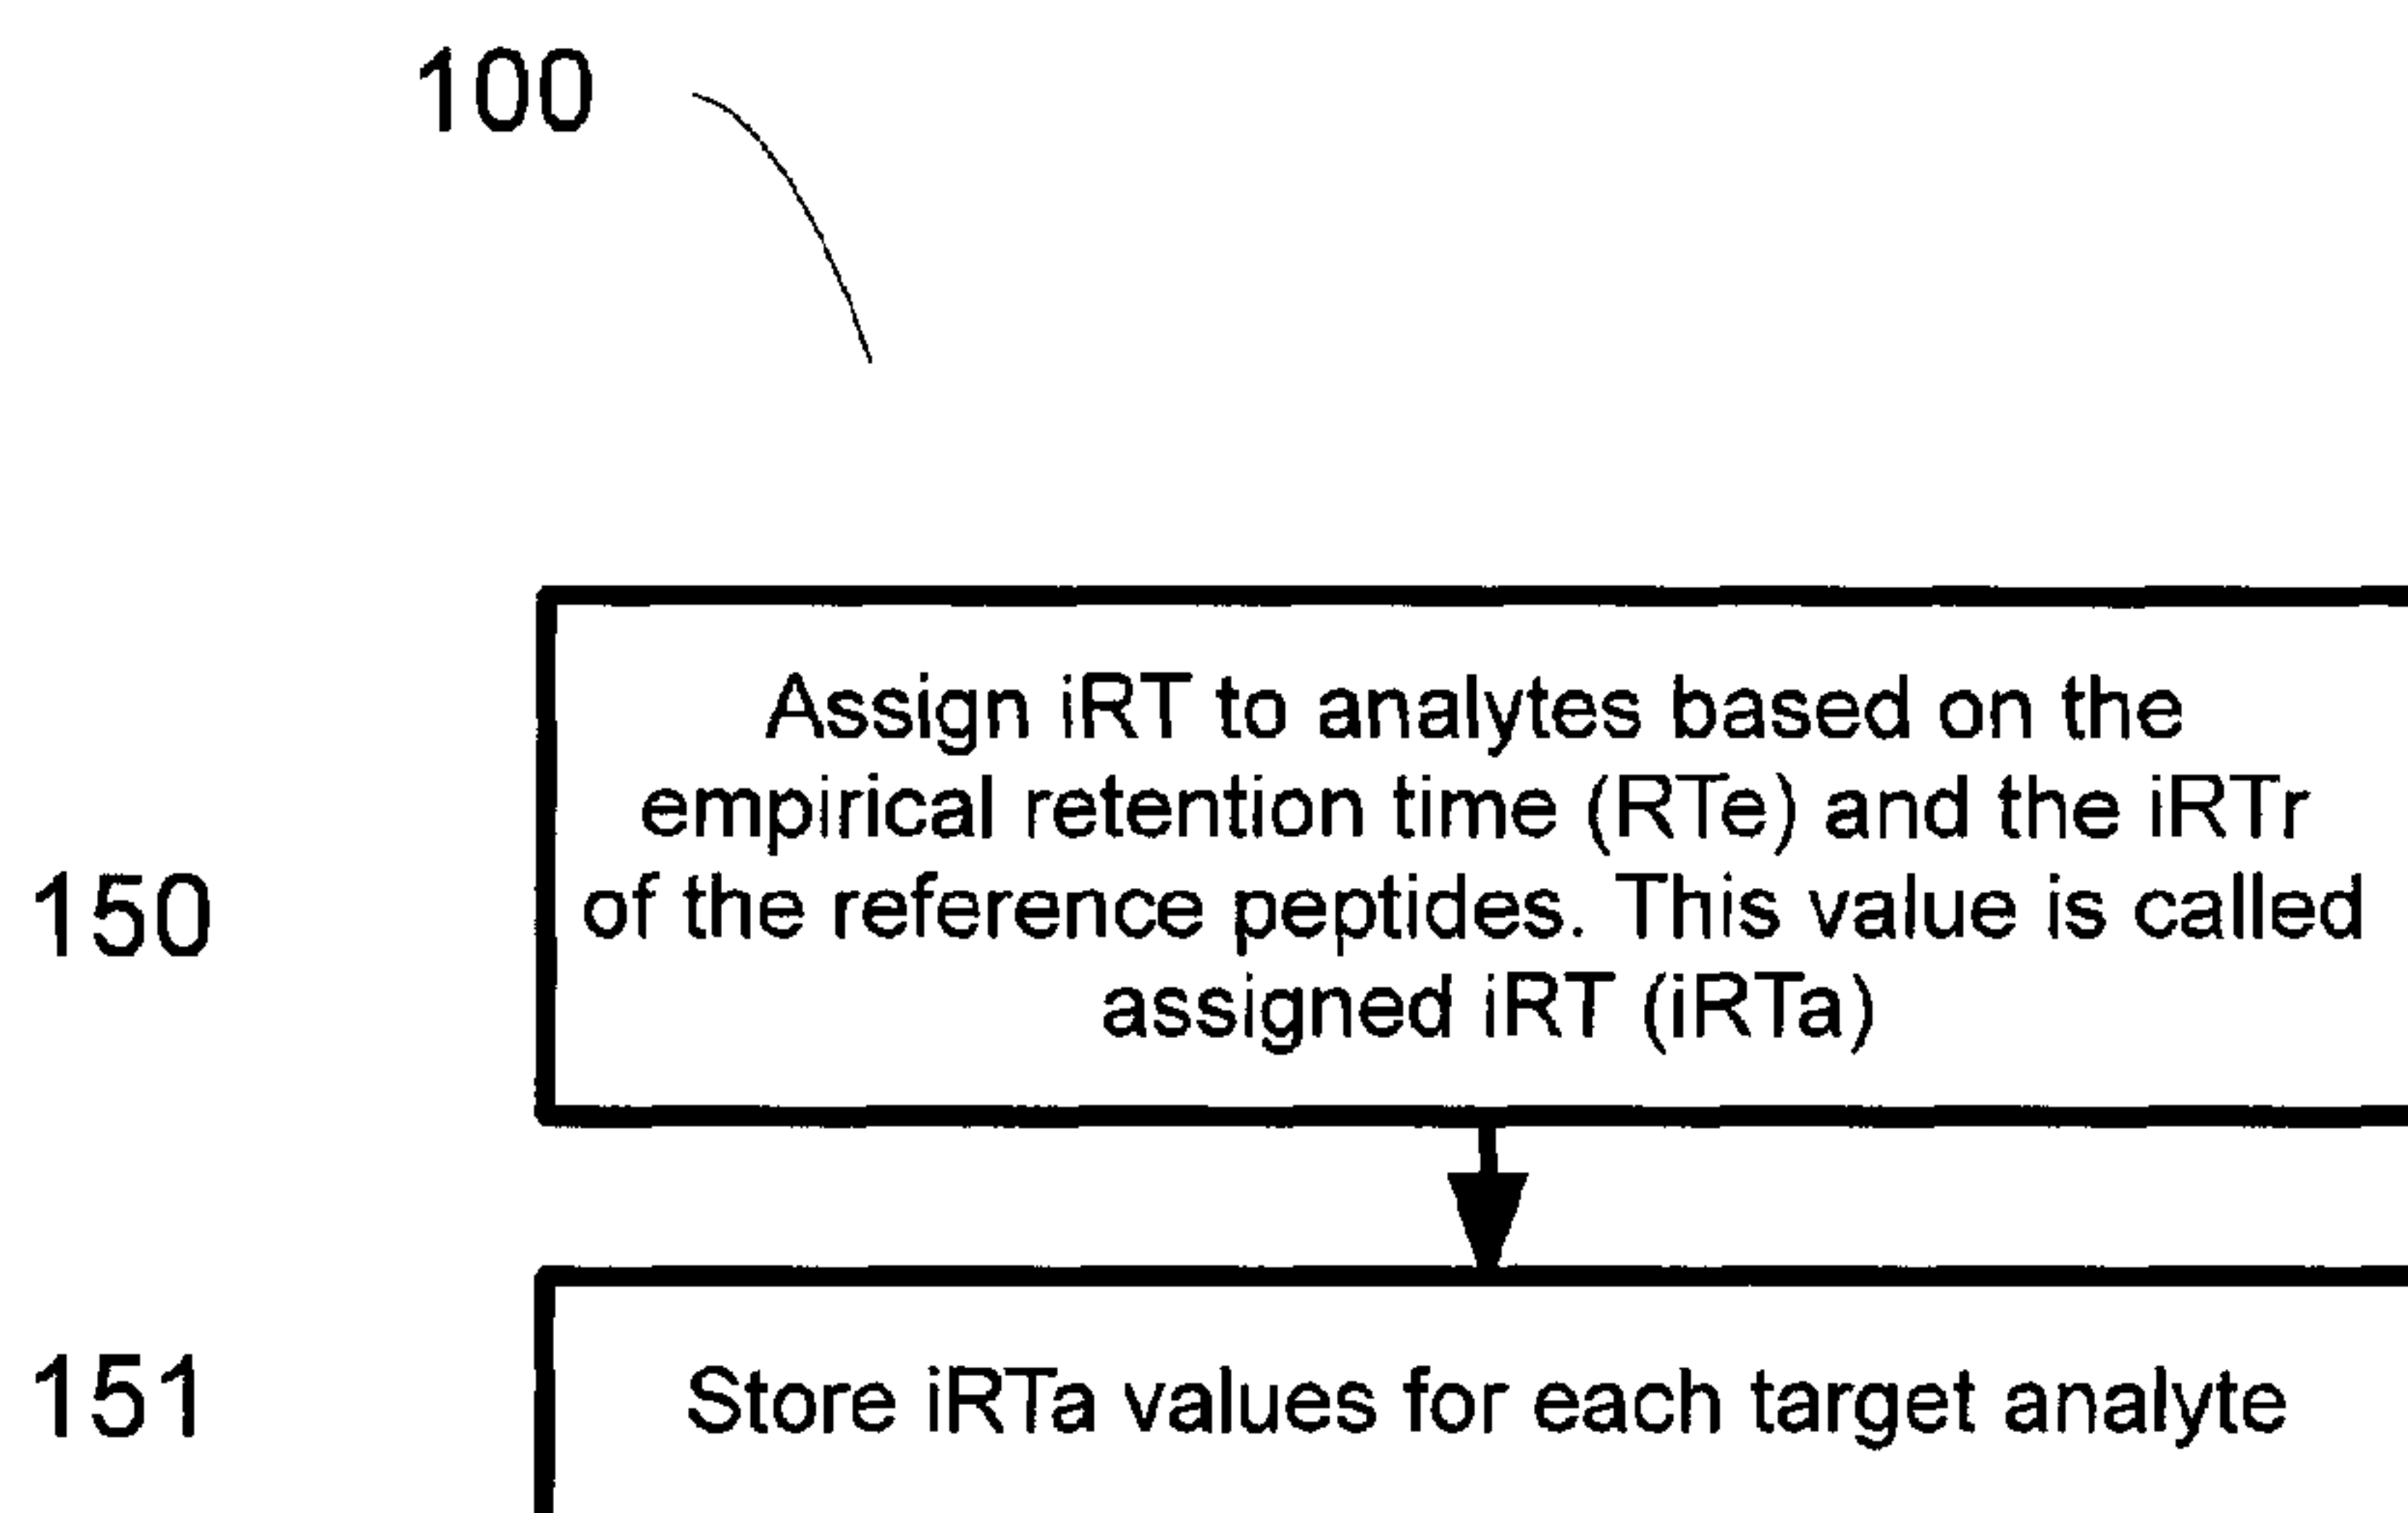 100
Assign iRT to analytes based on the
empirical retention time (RTe) and the iRTr
150
of the reference peptides. This value is called
assigned iRT (iRTa)
151
Store iRTa values for each target analyte